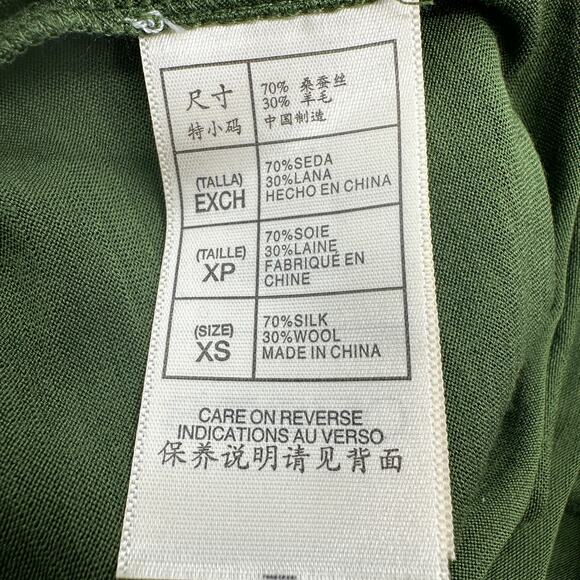 尺寸
特小码
70% 桑蚕丝
30% 羊毛
中国制造
(TALLA)
EXCH
70%SEDA
30%LANA
HECHO EN CHINA
(TAILLE)
XP
70%SOIE
30%LAINE
FABRIQUÉ EN
CHINE
(SIZE)
XS
70%SILK
30%WOOL
MADE IN CHINA
CARE ON REVERSE
INDICATIONS AU VERSO
保养说明请见背面